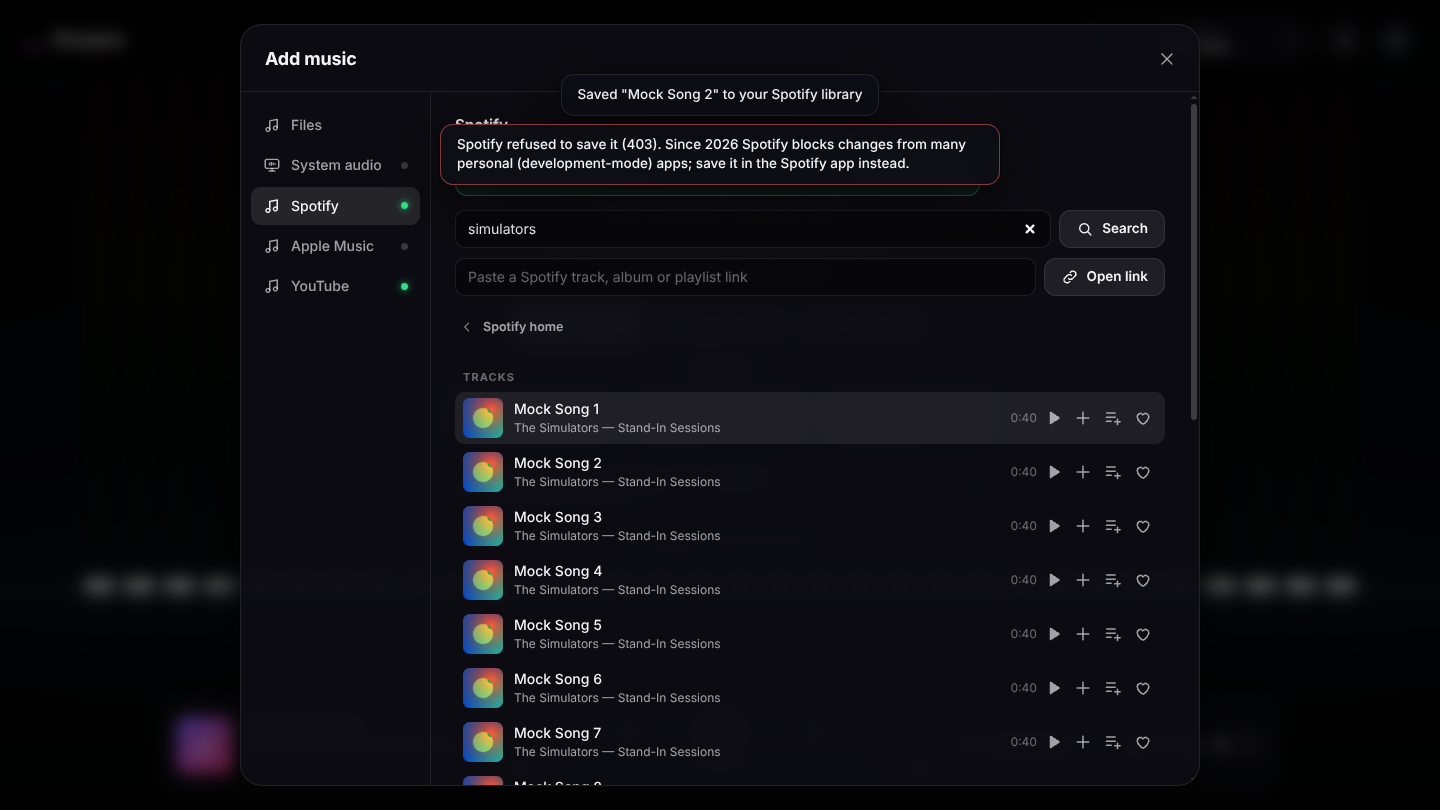 Add music
Saved "Mock Song 2" to your Spotify library
Spotify
Spotify refused to save it (403). Since 2026 Spotify blocks changes from many
personal (development-mode) apps; save it in the Spotify app instead.
Files
System audio
Spotify
Apple Music
YouTube
simulators
Search
Paste a Spotify track, album or playlist link
Open link
Spotify home
TRACKS
Mock Song 1
The Simulators — Stand-In Sessions
0:40
Mock Song 2
The Simulators — Stand-In Sessions
0:40
Mock Song 3
The Simulators — Stand-In Sessions
0:40
Mock Song 4
The Simulators — Stand-In Sessions
0:40
Mock Song 5
The Simulators — Stand-In Sessions
0:40
Mock Song 6
The Simulators — Stand-In Sessions
0:40
Mock Song 7
The Simulators — Stand-In Sessions
0:40